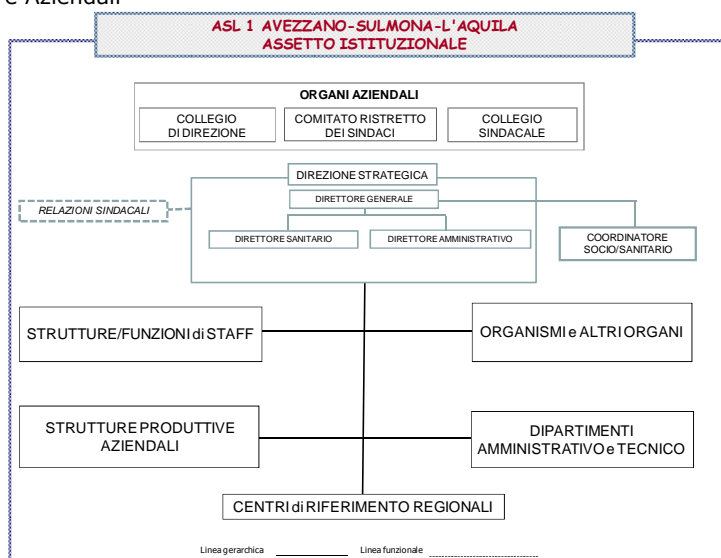 e Aziendali
ASL 1 AVEZZANO-SULMONA-L'AQUILA
ASSETTO ISTITUZIONALE
ORGANI AZIENDALI
COLLEGIO
DI DIREZIONE
COMITATO RISTRETTO
DEI SINDACI
COLLEGIO
SINDACALE
DIREZIONE STRATEGICA
DIRETTORE GENERALE
RELAZIONI SINDACALI
DIRETTORE SANITARIO
DIRETTORE AMMINISTRATIVO
COORDINATORE
SOCIO/SANITARIO
STRUTTURE/FUNZIONI di STAFF
ORGANISMI e ALTRI ORGANI
STRUTTURE PRODUTTIVE
AZIENDALI
DIPARTIMENTI
AMMINISTRATIVO e TECNICO
CENTRI di RIFERIMENTO REGIONALI
Linea gerarchica
Linea funzionale